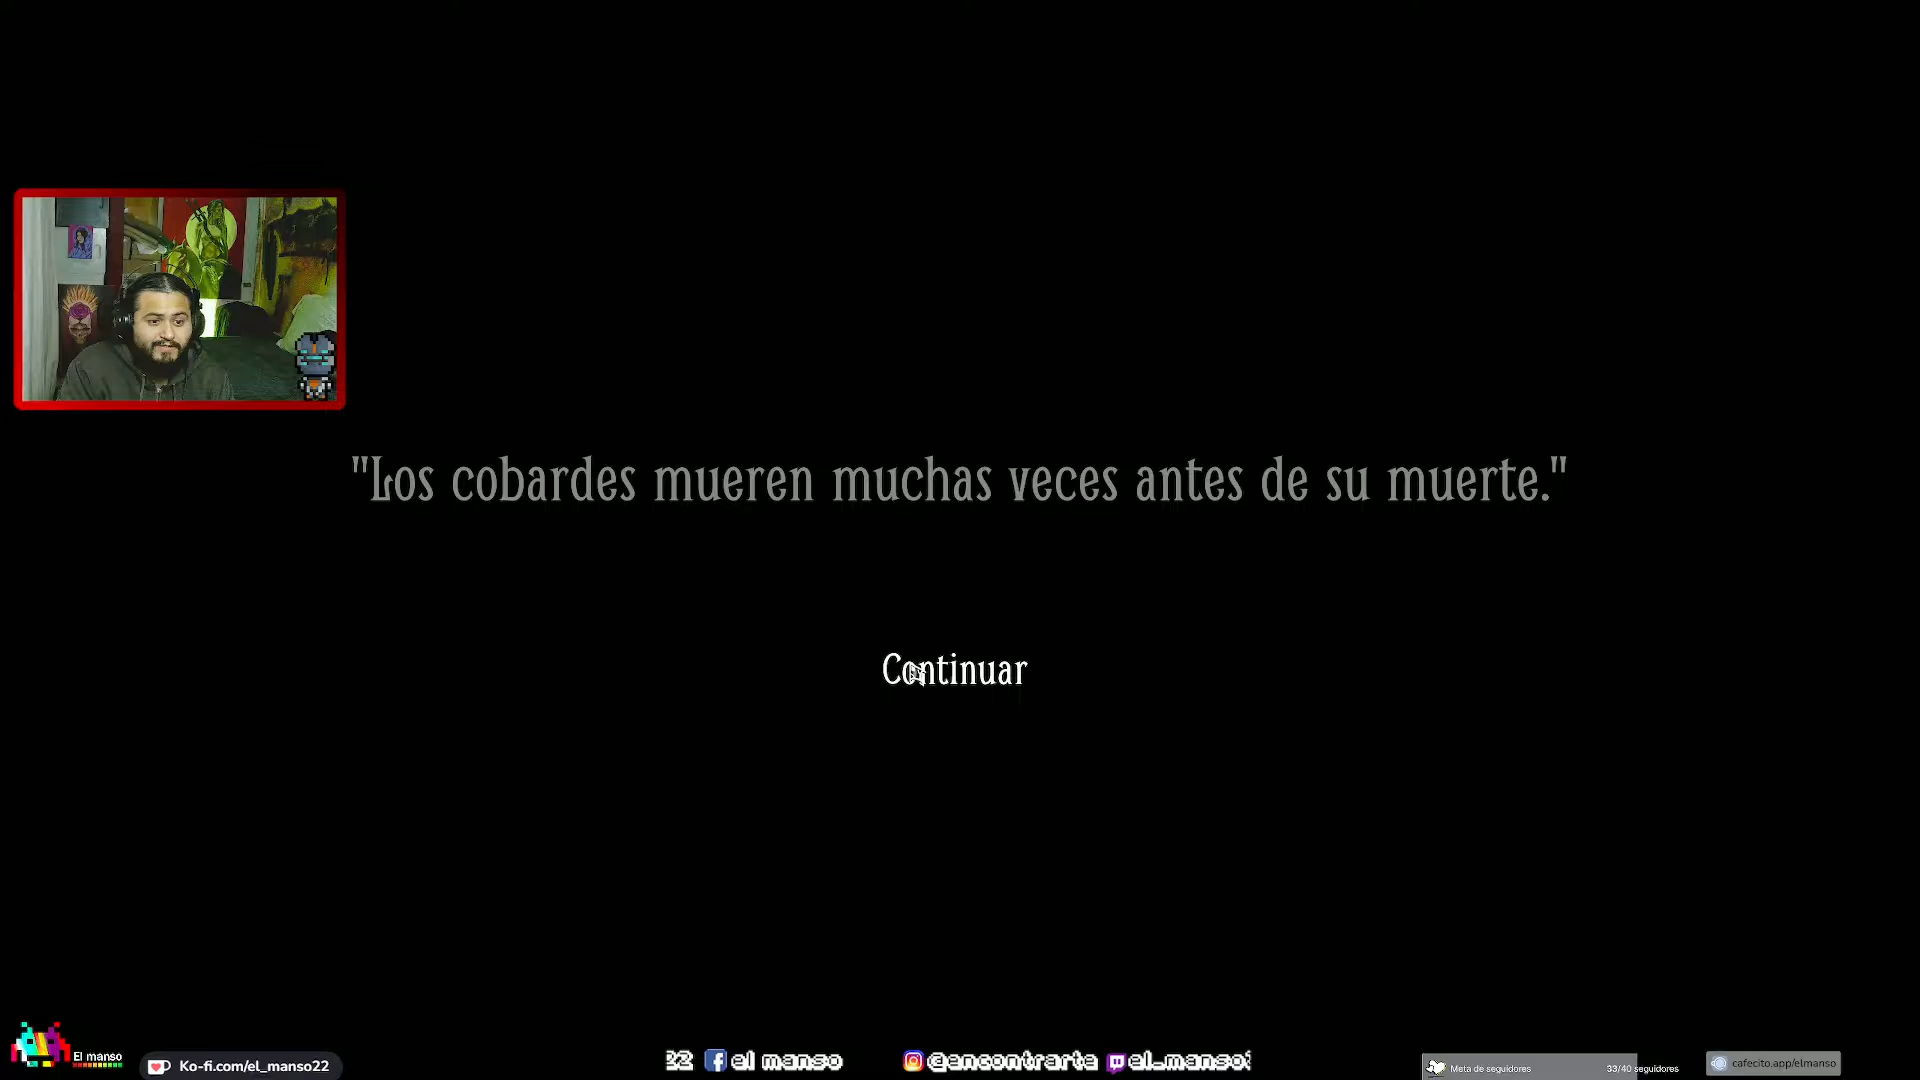 "Los cobardes mueren muchas veces antes de su muerte."
Continuar
El manso
Ko-fi.com/el_manso22
22 el manso @encontrarte el_manso
Meta de seguidores 33/40 seguidores
cafecito.app/elmanso